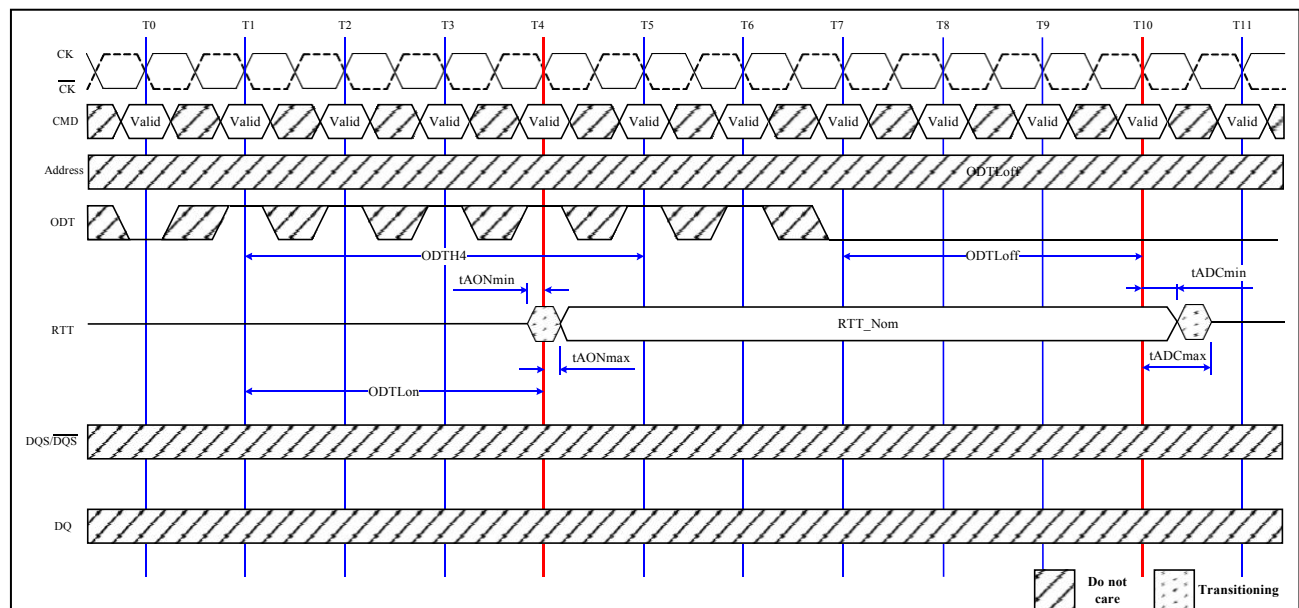 T0 T1 T2 T3 T4 T5 T6 T7 T8 T9 T10 T11
CK
CK
CMD Valid Valid Valid Valid Valid Valid Valid Valid Valid Valid Valid Valid
Address ODTLoff
ODT
ODTH4 ODTLoff
tAONmin tADCmin
RTT RTT_Nom
tAONmax tADCmax
ODTLon
DQS/DQS
DQ
Do not care
Transitioning